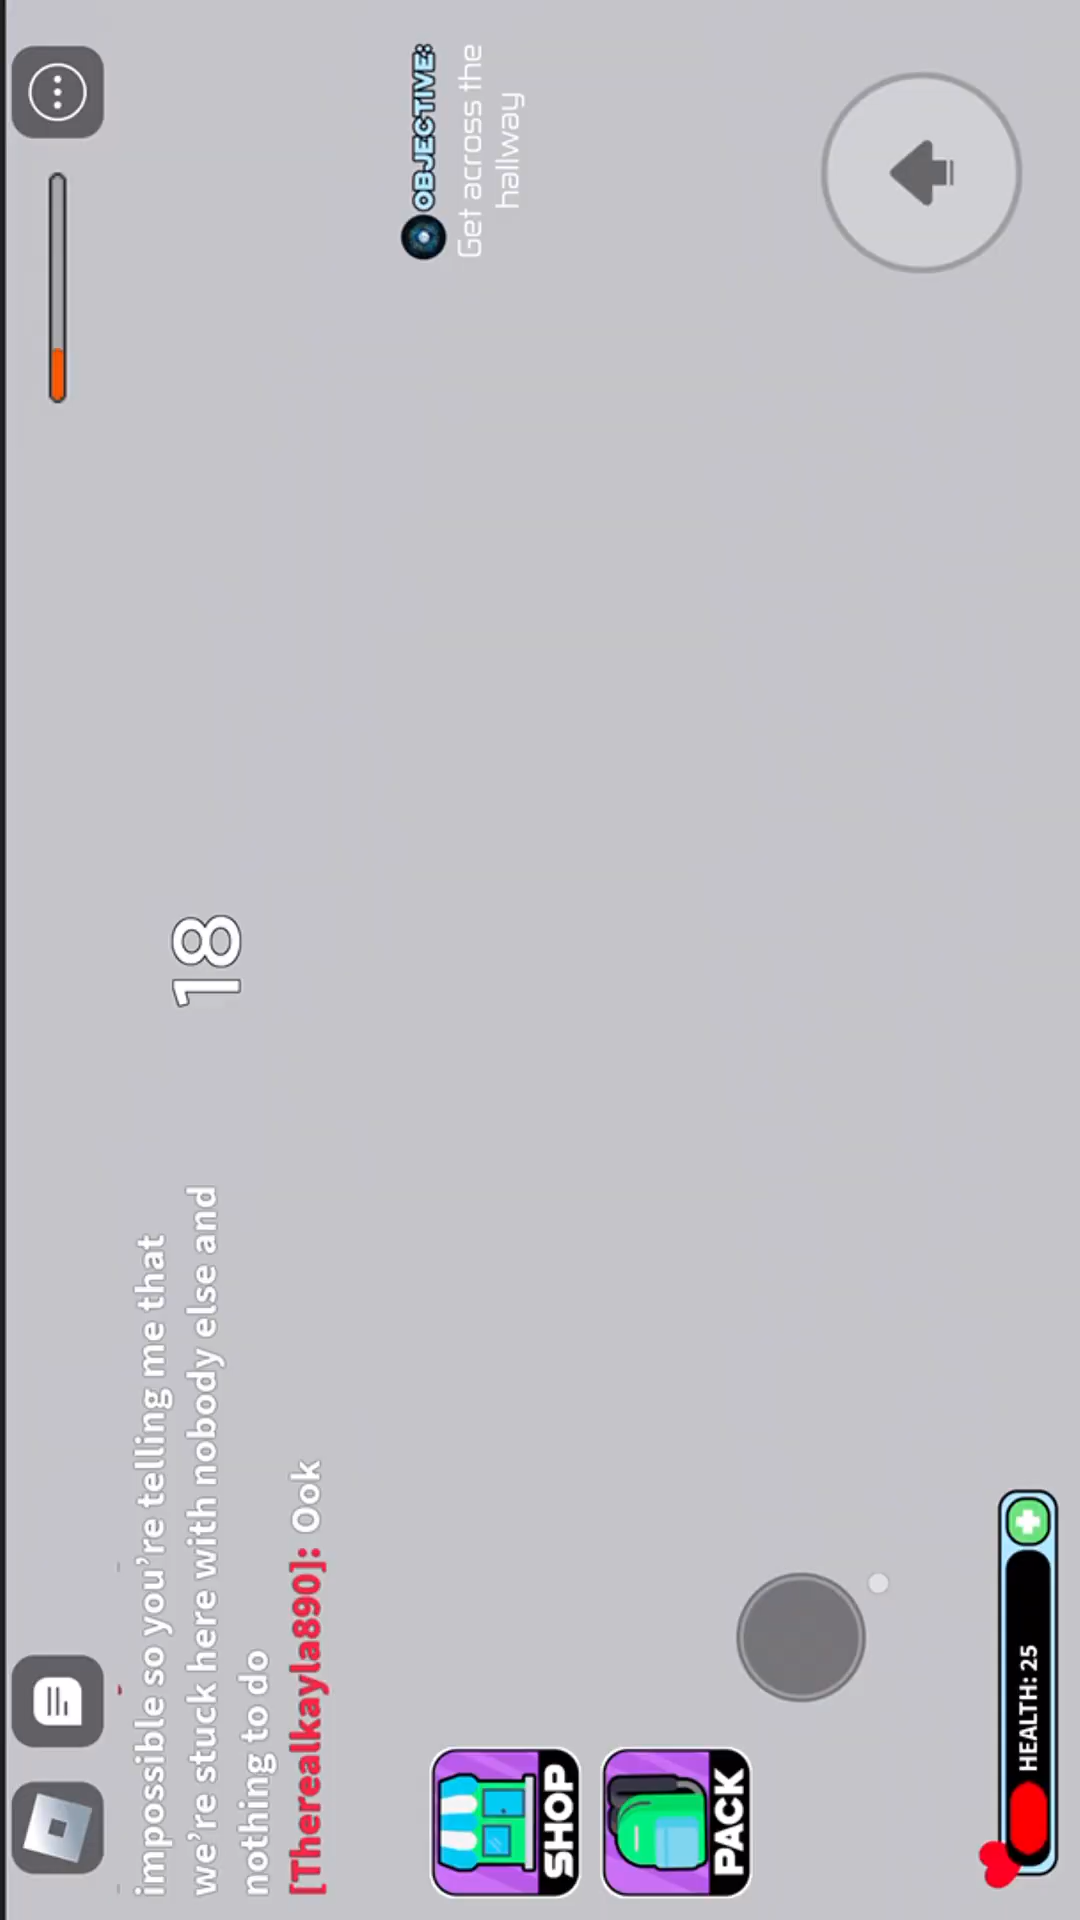 impossible so you're telling me that
we're stuck here with nobody else and
nothing to do
[Therealkayla890]: Ook
18
OBJECTIVE:
Get across the
hallway
SHOP
PACK
HEALTH: 25